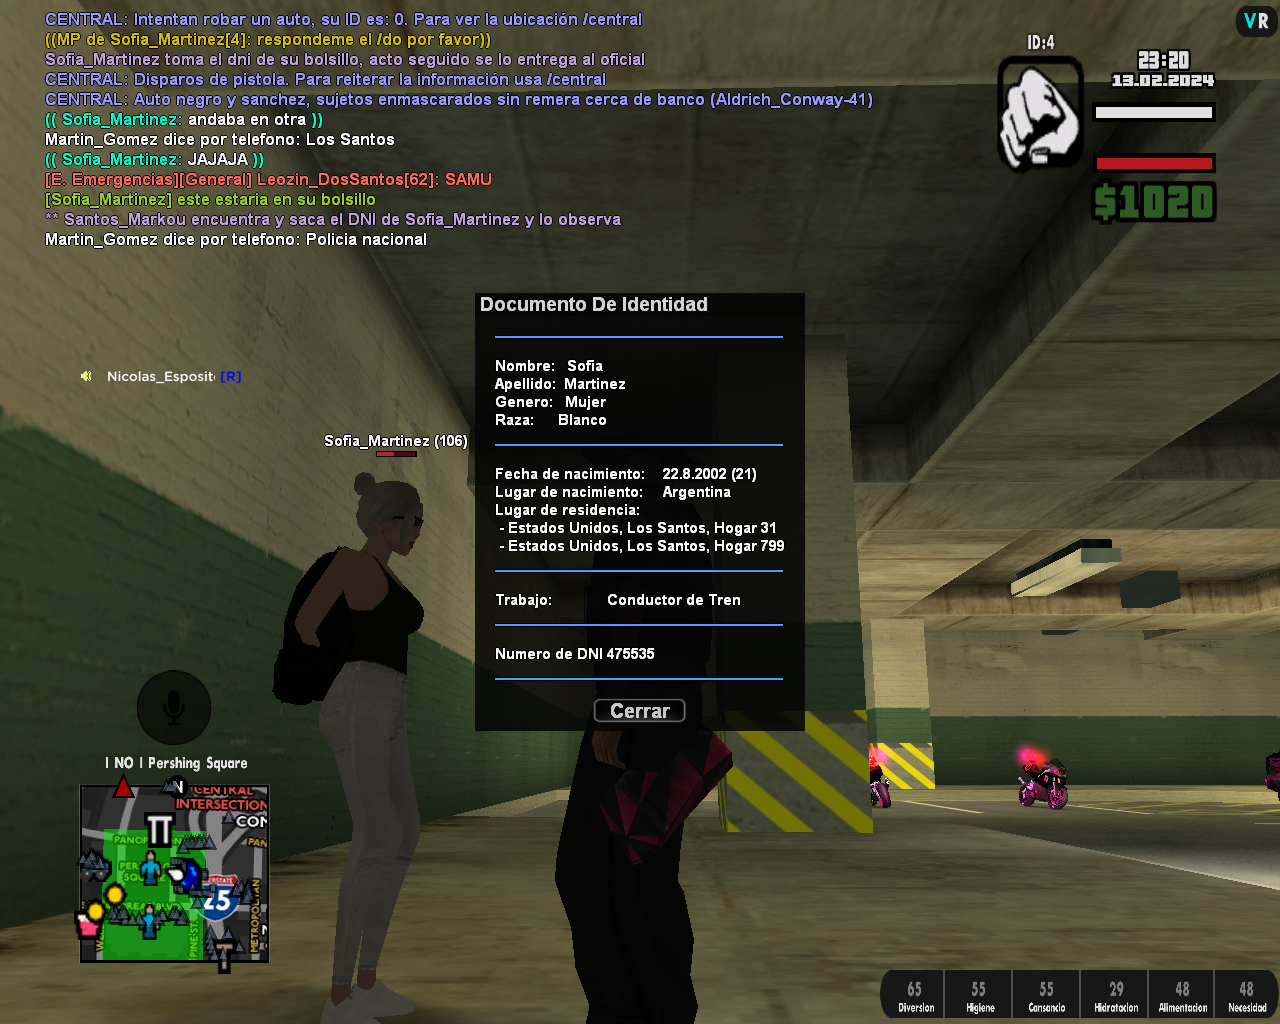 CENTRAL: Intentan robar un auto, su ID es: 0. Para ver la ubicación /central
((MP de Sofia_Martinez[4]: respondeme el /do por favor))
Sofia_Martinez toma el dni de su bolsillo, acto seguido se lo entrega al oficial
CENTRAL: Disparos de pistola. Para reiterar la información usa /central
CENTRAL: Auto negro y sanchez, sujetos enmascarados sin remera cerca de banco (Aldrich_Conway-41)
(( Sofia_Martinez: andaba en otra ))
Martin_Gomez dice por telefono: Los Santos
(( Sofia_Martinez: JAJAJA ))
[E. Emergencias][General] Leozin_DosSantos[62]: SAMU
[Sofia_Martinez] este estaria en su bolsillo
** Santos_Markou encuentra y saca el DNI de Sofia_Martinez y lo observa
Martin_Gomez dice por telefono: Policia nacional
VR
ID:4
23:20
13.02.2024
$1020
Documento De Identidad
Nombre: Sofia
Apellido: Martinez
Genero: Mujer
Raza: Blanco
Fecha de nacimiento: 22.8.2002 (21)
Lugar de nacimiento: Argentina
Lugar de residencia:
- Estados Unidos, Los Santos, Hogar 31
- Estados Unidos, Los Santos, Hogar 799
Trabajo: Conductor de Tren
Numero de DNI 475535
Cerrar
Nicolas_Esposit [R]
Sofia_Martinez (106)
| NO | Pershing Square
N
CENTRAL
INTERSECTION
CON
PAN
25
METROPOLITAN
PINE ST.
65 55 55 29 48 48
Diversion Higiene Cansancio Hidratacion Alimentacion Necesidad